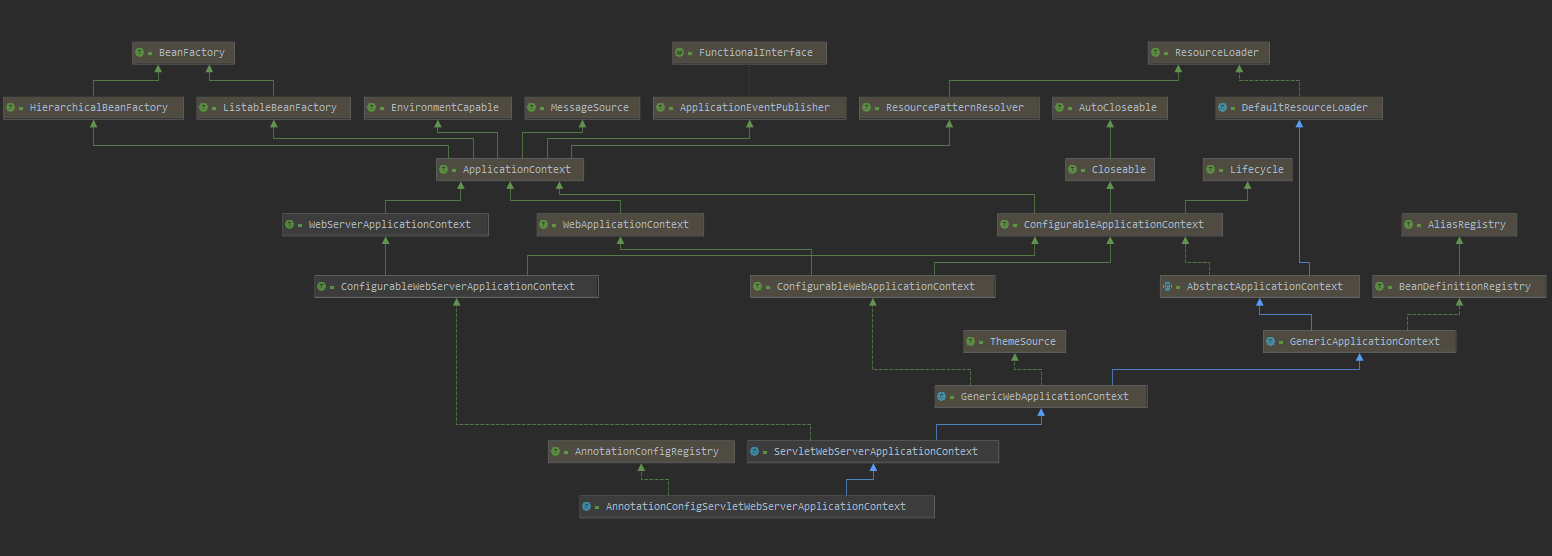 BeanFactory
FunctionalInterface
ResourceLoader
HierarchicalBeanFactory
ListableBeanFactory
EnvironmentCapable
MessageSource
ApplicationEventPublisher
ResourcePatternResolver
AutoCloseable
DefaultResourceLoader
ApplicationContext
Closeable
Lifecycle
WebServerApplicationContext
WebApplicationContext
ConfigurableApplicationContext
AliasRegistry
ConfigurableWebServerApplicationContext
ConfigurableWebApplicationContext
AbstractApplicationContext
BeanDefinitionRegistry
ThemeSource
GenericApplicationContext
GenericWebApplicationContext
AnnotationConfigRegistry
ServletWebServerApplicationContext
AnnotationConfigServletWebServerApplicationContext